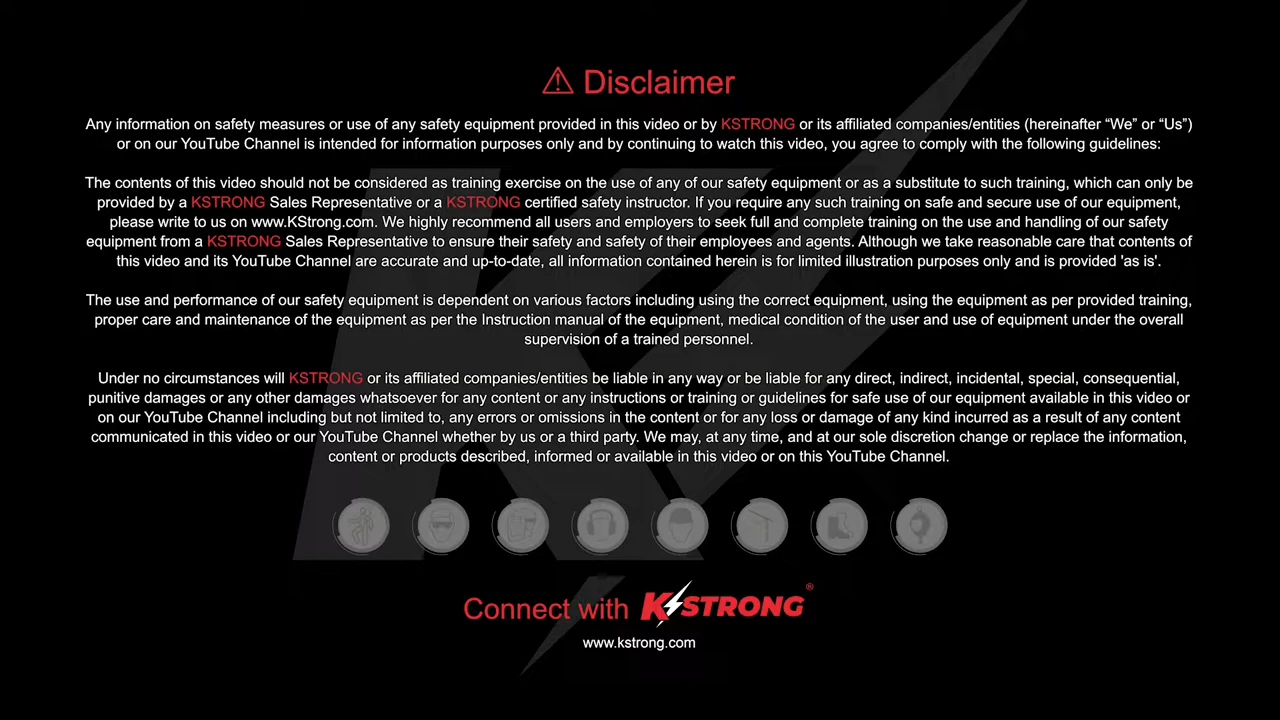 ⚠ Disclaimer
Any information on safety measures or use of any safety equipment provided in this video or by KSTRONG or its affiliated companies/entities (hereinafter “We” or “Us”)
or on our YouTube Channel is intended for information purposes only and by continuing to watch this video, you agree to comply with the following guidelines:
The contents of this video should not be considered as training exercise on the use of any of our safety equipment or as a substitute to such training, which can only be
provided by a KSTRONG Sales Representative or a KSTRONG certified safety instructor. If you require any such training on safe and secure use of our equipment,
please write to us on www.KStrong.com. We highly recommend all users and employers to seek full and complete training on the use and handling of our safety
equipment from a KSTRONG Sales Representative to ensure their safety and safety of their employees and agents. Although we take reasonable care that contents of
this video and its YouTube Channel are accurate and up-to-date, all information contained herein is for limited illustration purposes only and is provided 'as is'.
The use and performance of our safety equipment is dependent on various factors including using the correct equipment, using the equipment as per provided training,
proper care and maintenance of the equipment as per the Instruction manual of the equipment, medical condition of the user and use of equipment under the overall
supervision of a trained personnel.
Under no circumstances will KSTRONG or its affiliated companies/entities be liable in any way or be liable for any direct, indirect, incidental, special, consequential,
punitive damages or any other damages whatsoever for any content or any instructions or training or guidelines for safe use of our equipment available in this video or
on our YouTube Channel including but not limited to, any errors or omissions in the content or for any loss or damage of any kind incurred as a result of any content
communicated in this video or our YouTube Channel whether by us or a third party. We may, at any time, and at our sole discretion change or replace the information,
content or products described, informed or available in this video or on this YouTube Channel.
Connect with KSTRONG®
www.kstrong.com